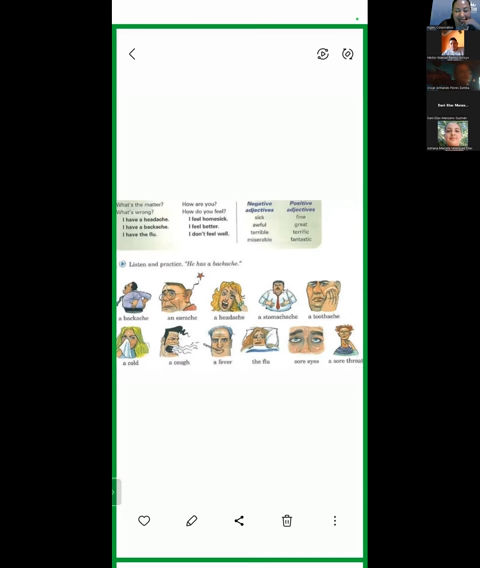 What's the matter?
What's wrong?
I have a headache.
I have a backache.
I have the flu.
How are you?
How do you feel?
I feel homesick.
I feel better.
I don't feel well.
Negative adjectives
Positive adjectives
sick fine
awful great
terrible terrific
miserable fantastic
Listen and practice. "He has a backache."
a backache an earache a headache a stomachache a toothache
a cold a cough a fever the flu sore eyes a sore throat